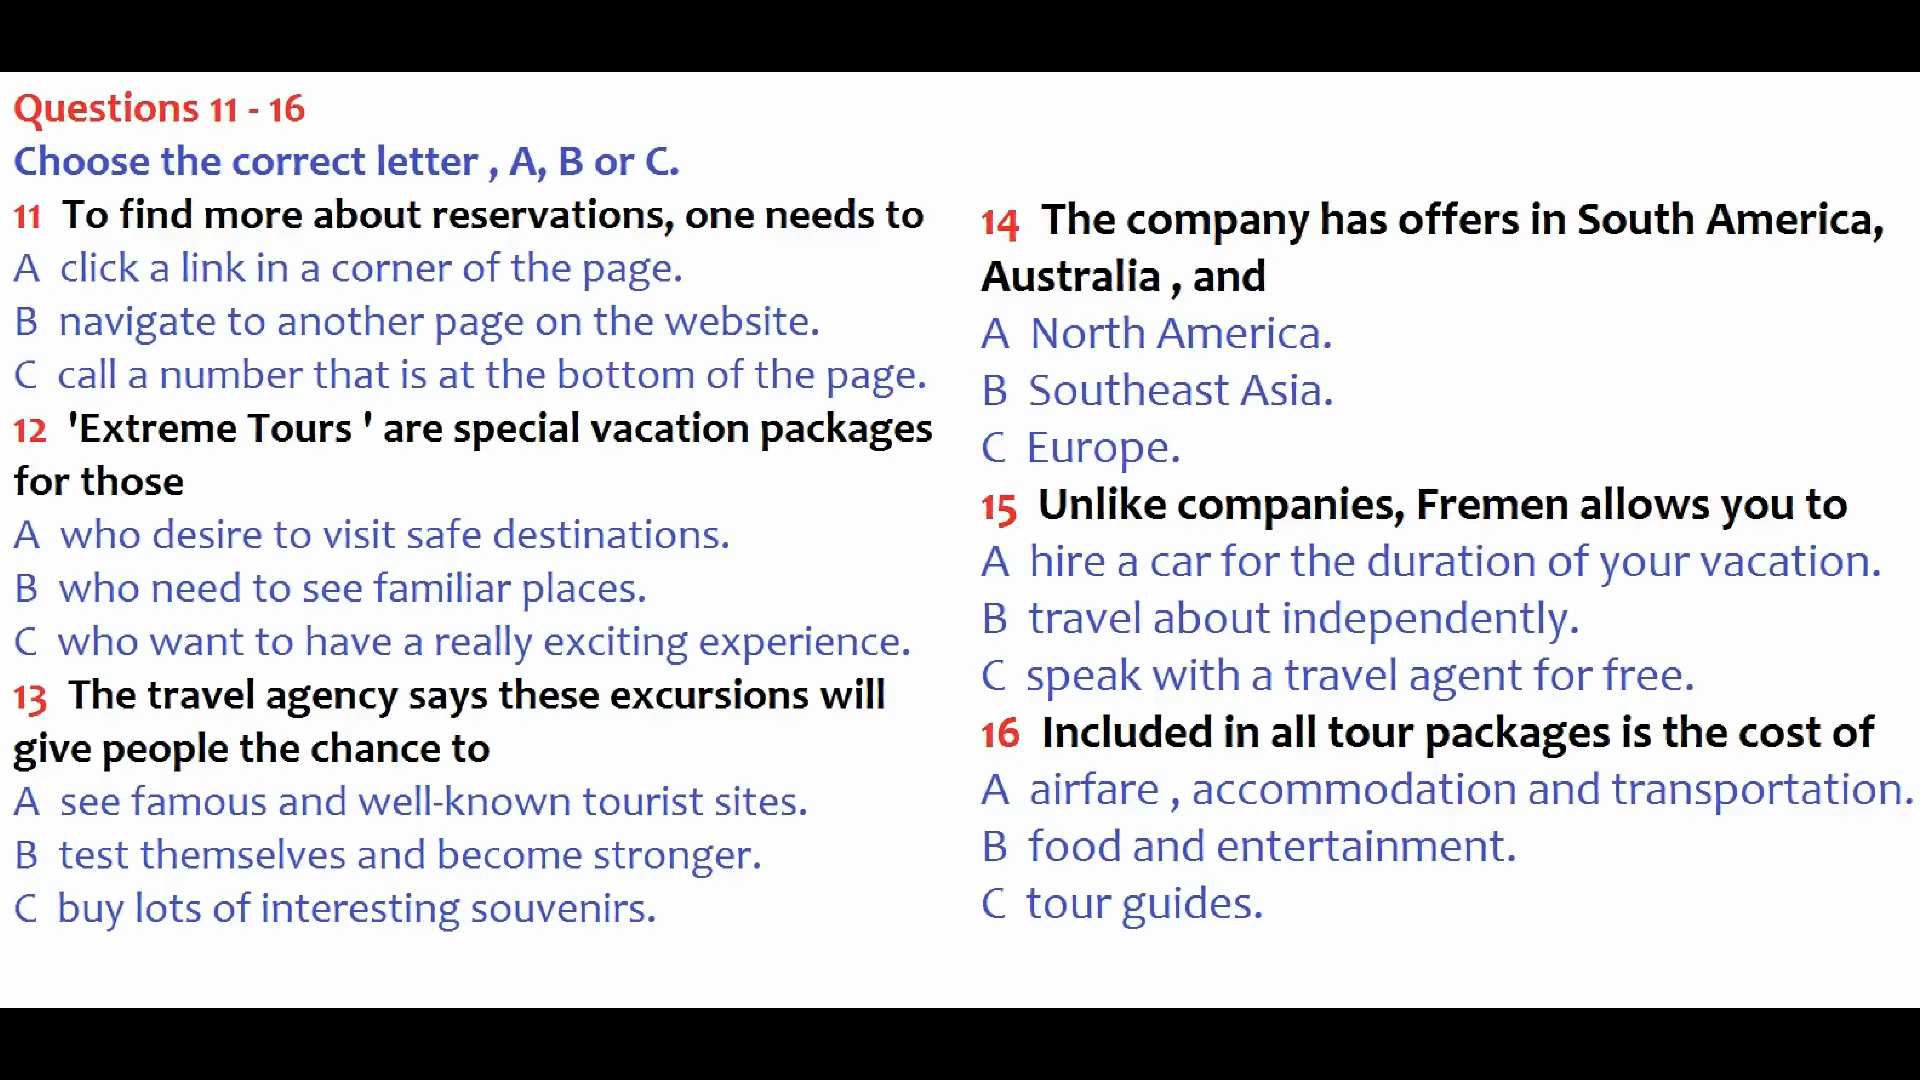 Questions 11 - 16
Choose the correct letter , A, B or C.
11 To find more about reservations, one needs to
A click a link in a corner of the page.
B navigate to another page on the website.
C call a number that is at the bottom of the page.
12 'Extreme Tours ' are special vacation packages
for those
A who desire to visit safe destinations.
B who need to see familiar places.
C who want to have a really exciting experience.
13 The travel agency says these excursions will
give people the chance to
A see famous and well-known tourist sites.
B test themselves and become stronger.
C buy lots of interesting souvenirs.
14 The company has offers in South America,
Australia , and
A North America.
B Southeast Asia.
C Europe.
15 Unlike companies, Fremen allows you to
A hire a car for the duration of your vacation.
B travel about independently.
C speak with a travel agent for free.
16 Included in all tour packages is the cost of
A airfare , accommodation and transportation.
B food and entertainment.
C tour guides.